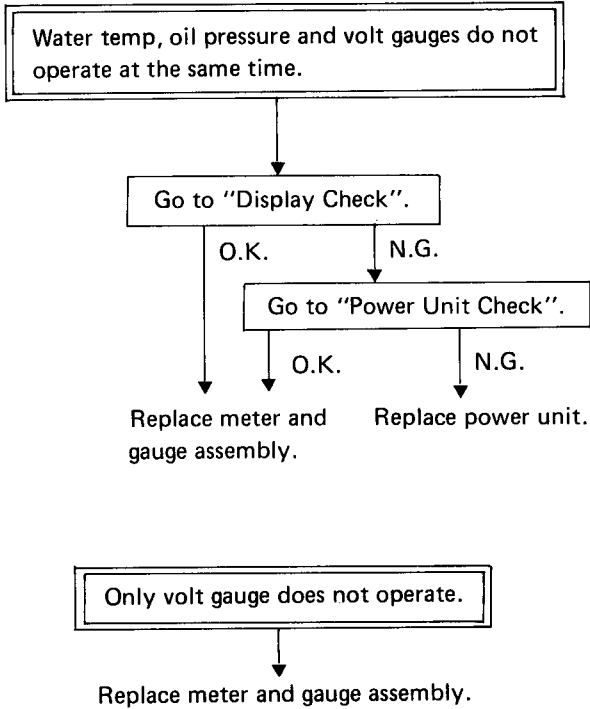 Water temp, oil pressure and volt gauges do not
operate at the same time.
Go to "Display Check".
O.K.
N.G.
Go to "Power Unit Check".
O.K.
N.G.
Replace meter and
gauge assembly.
Replace power unit.
Only volt gauge does not operate.
Replace meter and gauge assembly.